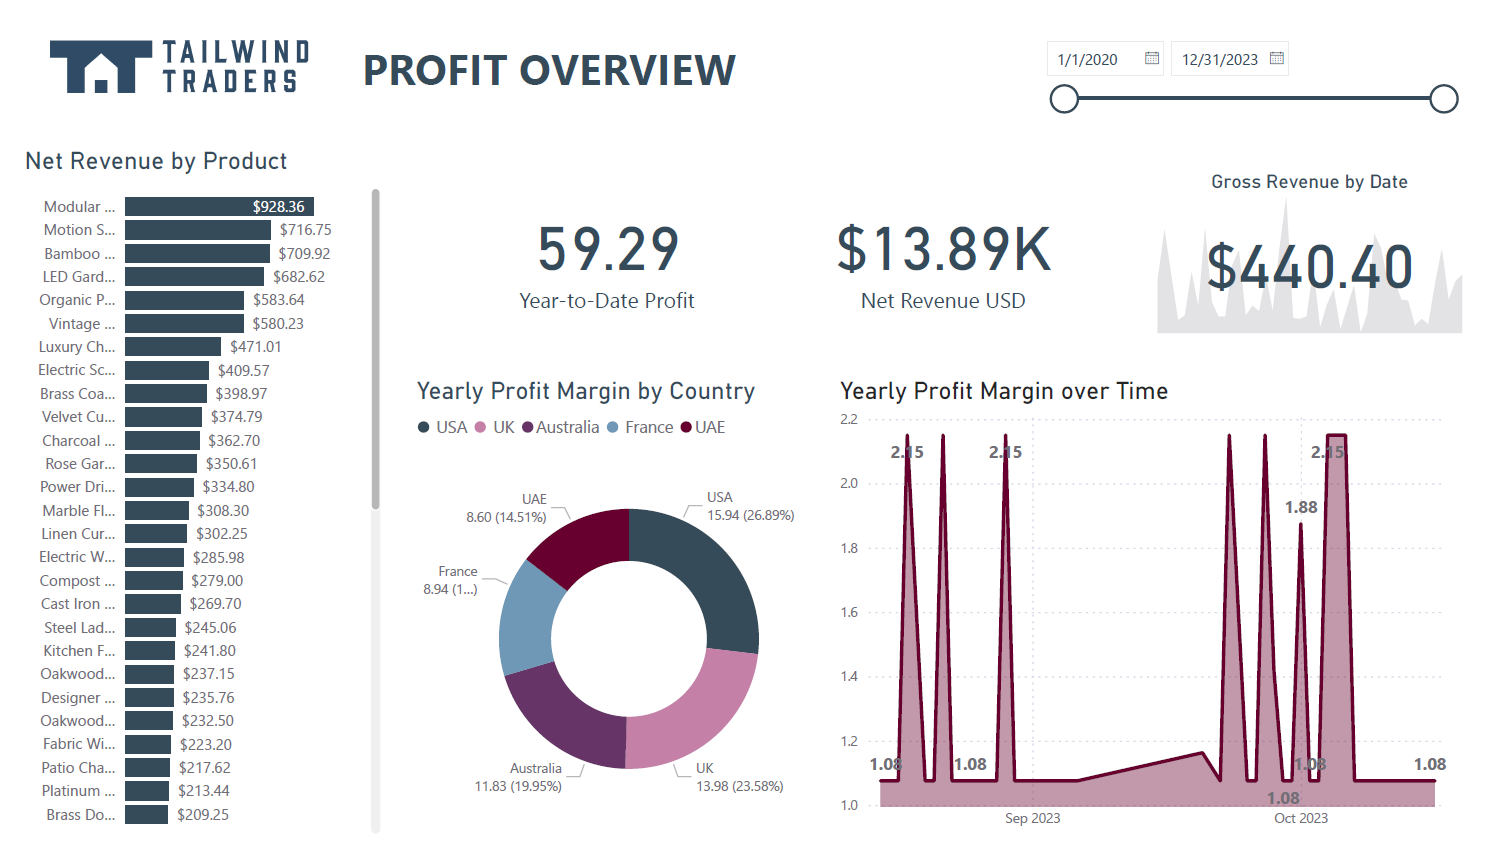 TAILWIND
TRADERS
PROFIT OVERVIEW
1/1/2020
12/31/2023
Net Revenue by Product
Modular ... $928.36
Motion S... $716.75
Bamboo ... $709.92
LED Gard... $682.62
Organic P... $583.64
Vintage ... $580.23
Luxury Ch... $471.01
Electric Sc... $409.57
Brass Coa... $398.97
Velvet Cu... $374.79
Charcoal ... $362.70
Rose Gar... $350.61
Power Dri... $334.80
Marble Fl... $308.30
Linen Cur... $302.25
Electric W... $285.98
Compost ... $279.00
Cast Iron ... $269.70
Steel Lad... $245.06
Kitchen F... $241.80
Oakwood... $237.15
Designer ... $235.76
Oakwood... $232.50
Fabric Wi... $223.20
Patio Cha... $217.62
Platinum ... $213.44
Brass Do... $209.25
59.29
Year-to-Date Profit
$13.89K
Net Revenue USD
Gross Revenue by Date
$440.40
Yearly Profit Margin by Country
USA UK Australia France UAE
USA
15.94 (26.89%)
UK
13.98 (23.58%)
Australia
11.83 (19.95%)
France
8.94 (1...)
UAE
8.60 (14.51%)
Yearly Profit Margin over Time
2.2
2.0
1.8
1.6
1.4
1.2
1.0
2.15
2.15
2.15
1.88
1.08
1.08
1.08
1.08
1.08
Sep 2023
Oct 2023